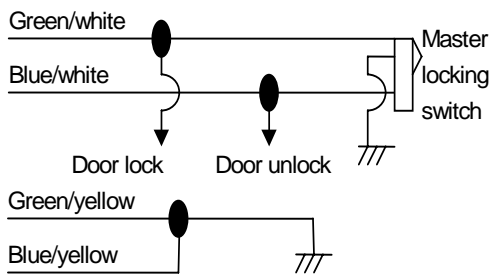 Green/white
Blue/white
Master
locking
switch
Door lock
Door unlock
Green/yellow
Blue/yellow